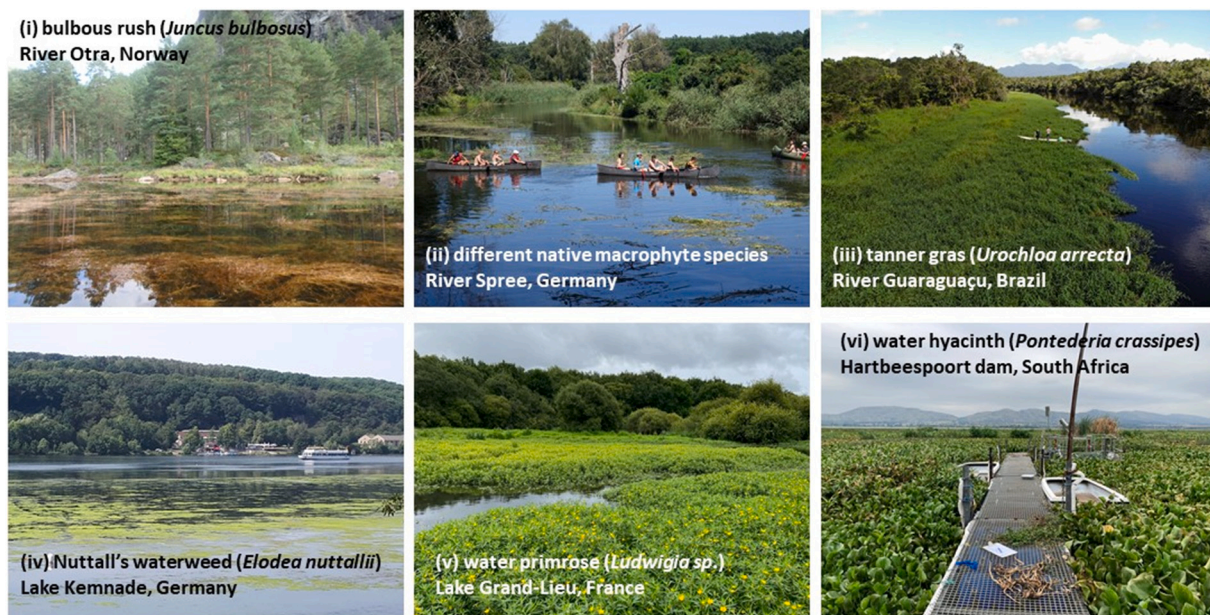 (i) bulbous rush (Juncus bulbosus)
River Otra, Norway
(ii) different native macrophyte species
River Spree, Germany
(iii) tanner gras (Urochloa arrecta)
River Guaraguaçu, Brazil
(iv) Nuttall's waterweed (Elodea nuttallii)
Lake Kemnade, Germany
(v) water primrose (Ludwigia sp.)
Lake Grand-Lieu, France
(vi) water hyacinth (Pontederia crassipes)
Hartbeespoort dam, South Africa